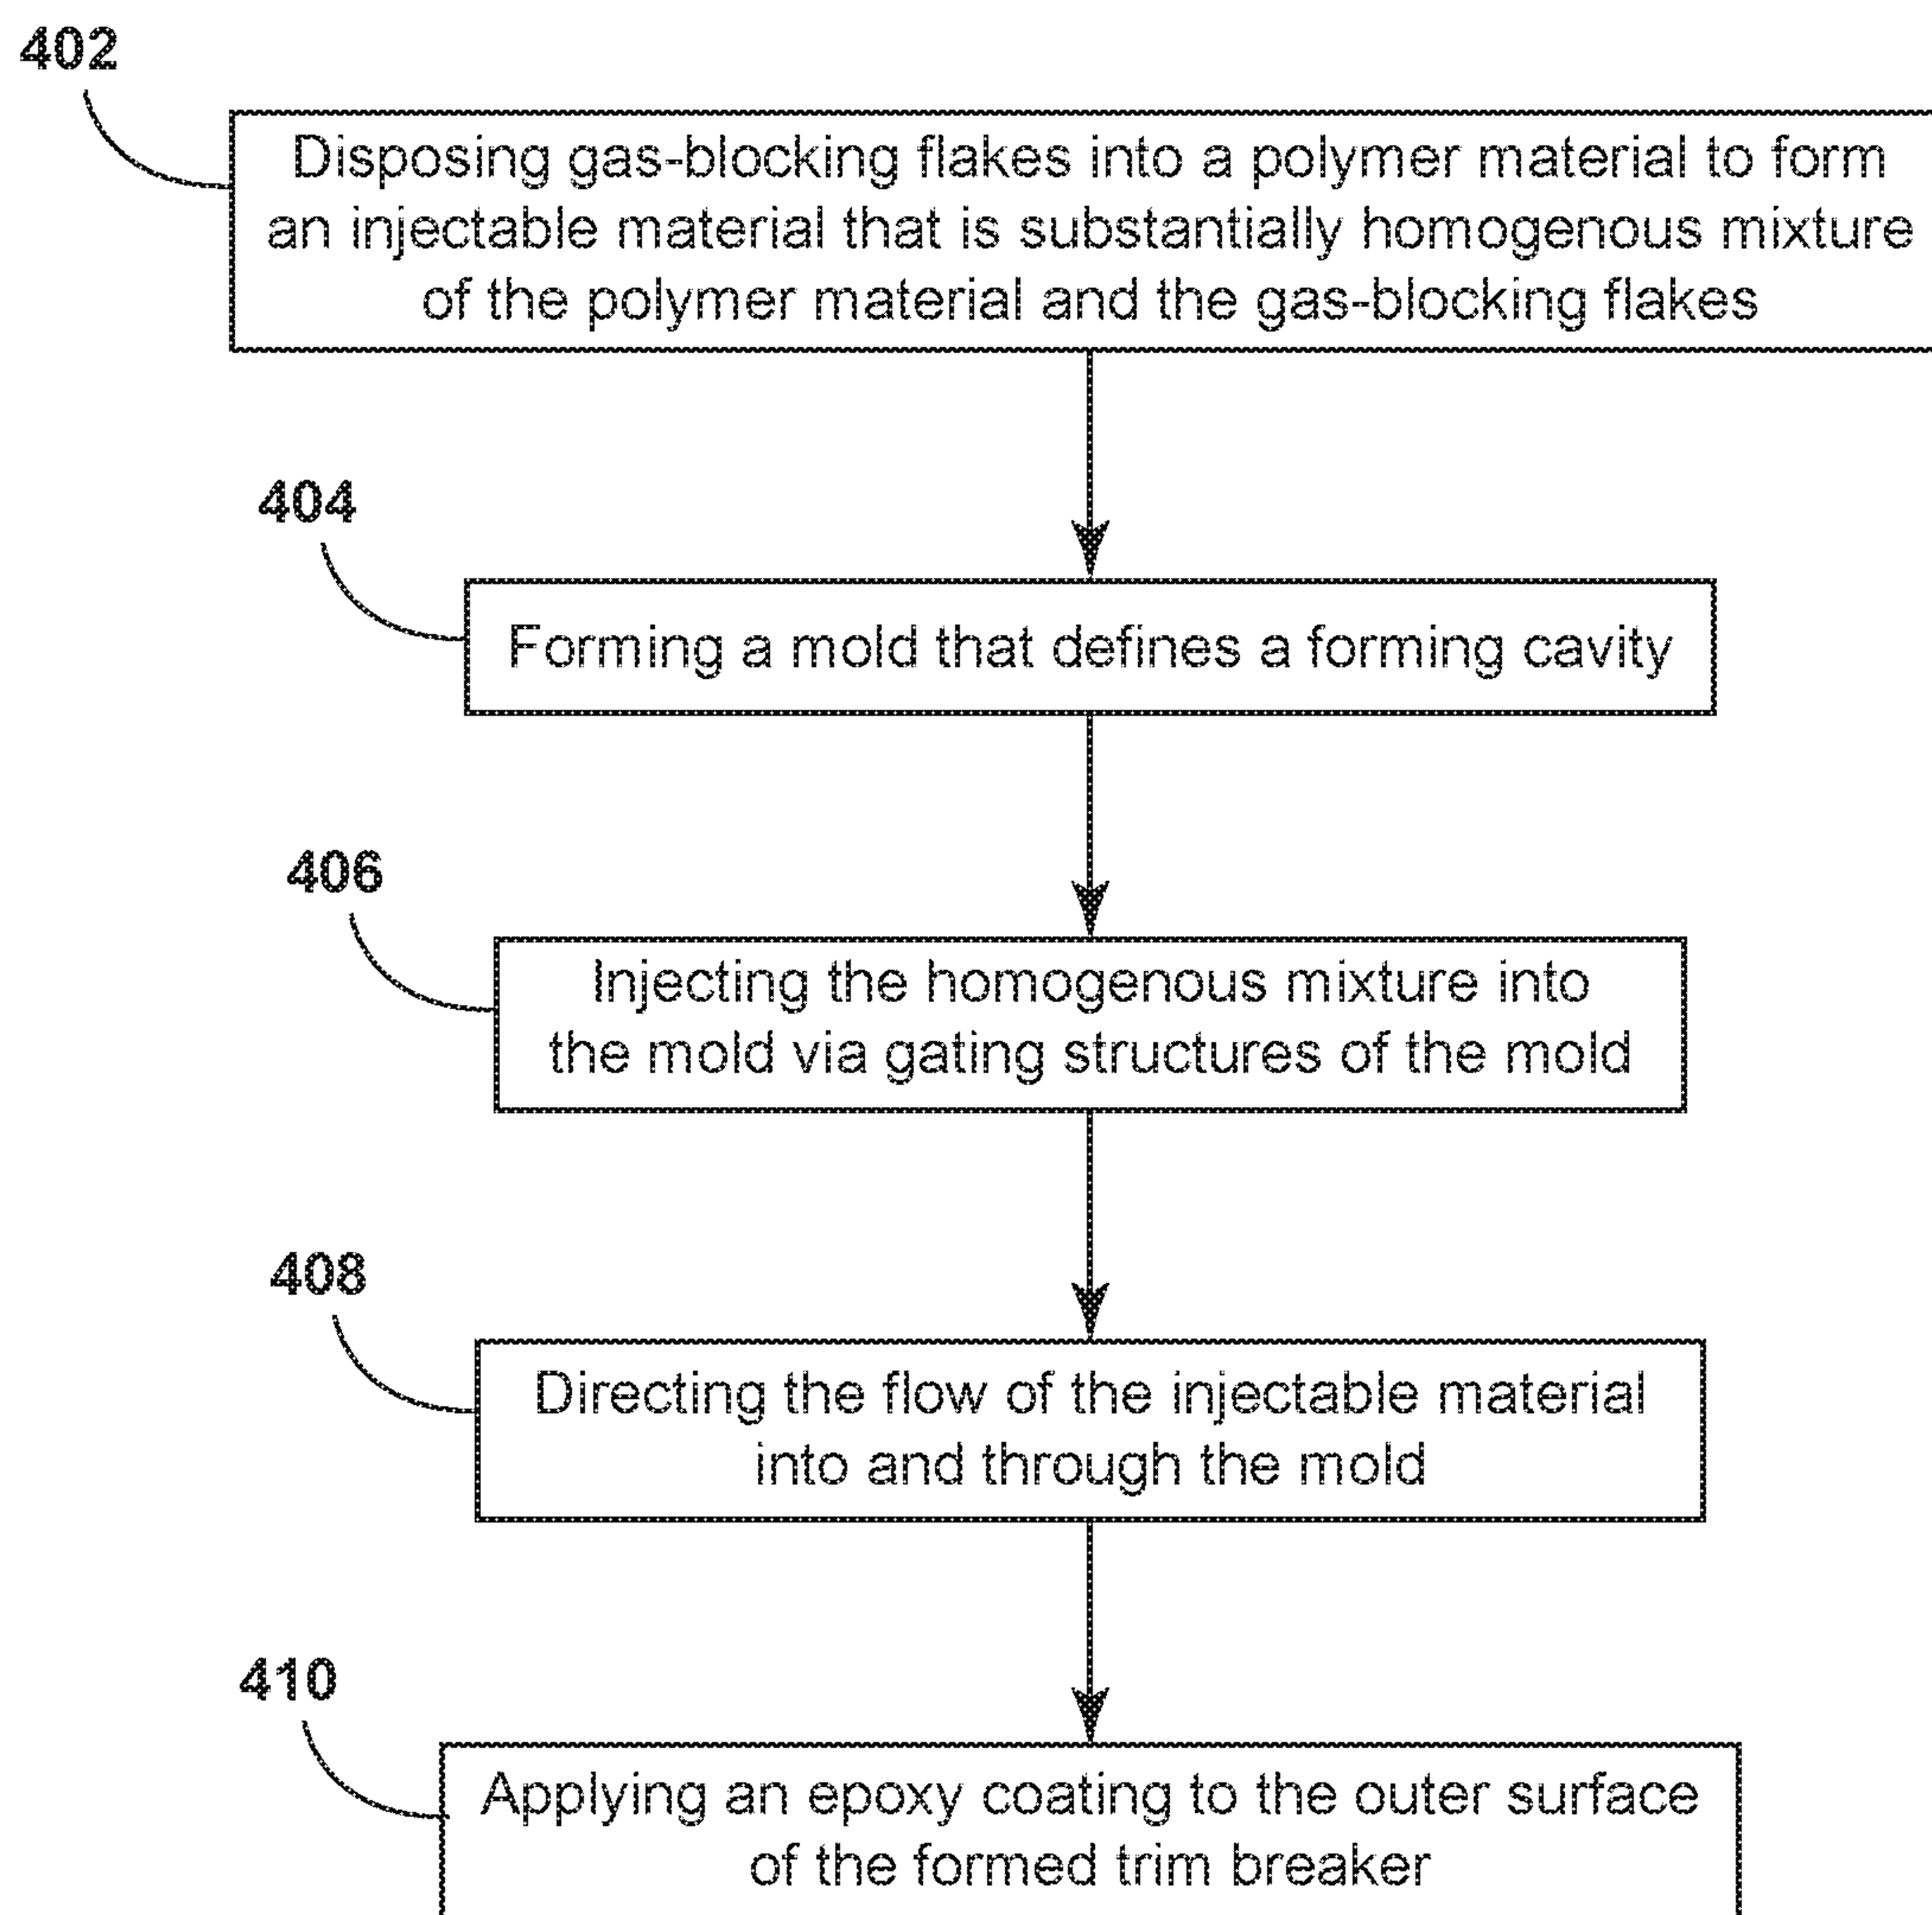 402
Disposing gas-blocking flakes into a polymer material to form
an injectable material that is substantially homogenous mixture
of the polymer material and the gas-blocking flakes
404
Forming a mold that defines a forming cavity
406
Injecting the homogenous mixture into
the mold via gating structures of the mold
408
Directing the flow of the injectable material
into and through the mold
410
Applying an epoxy coating to the outer surface
of the formed trim breaker